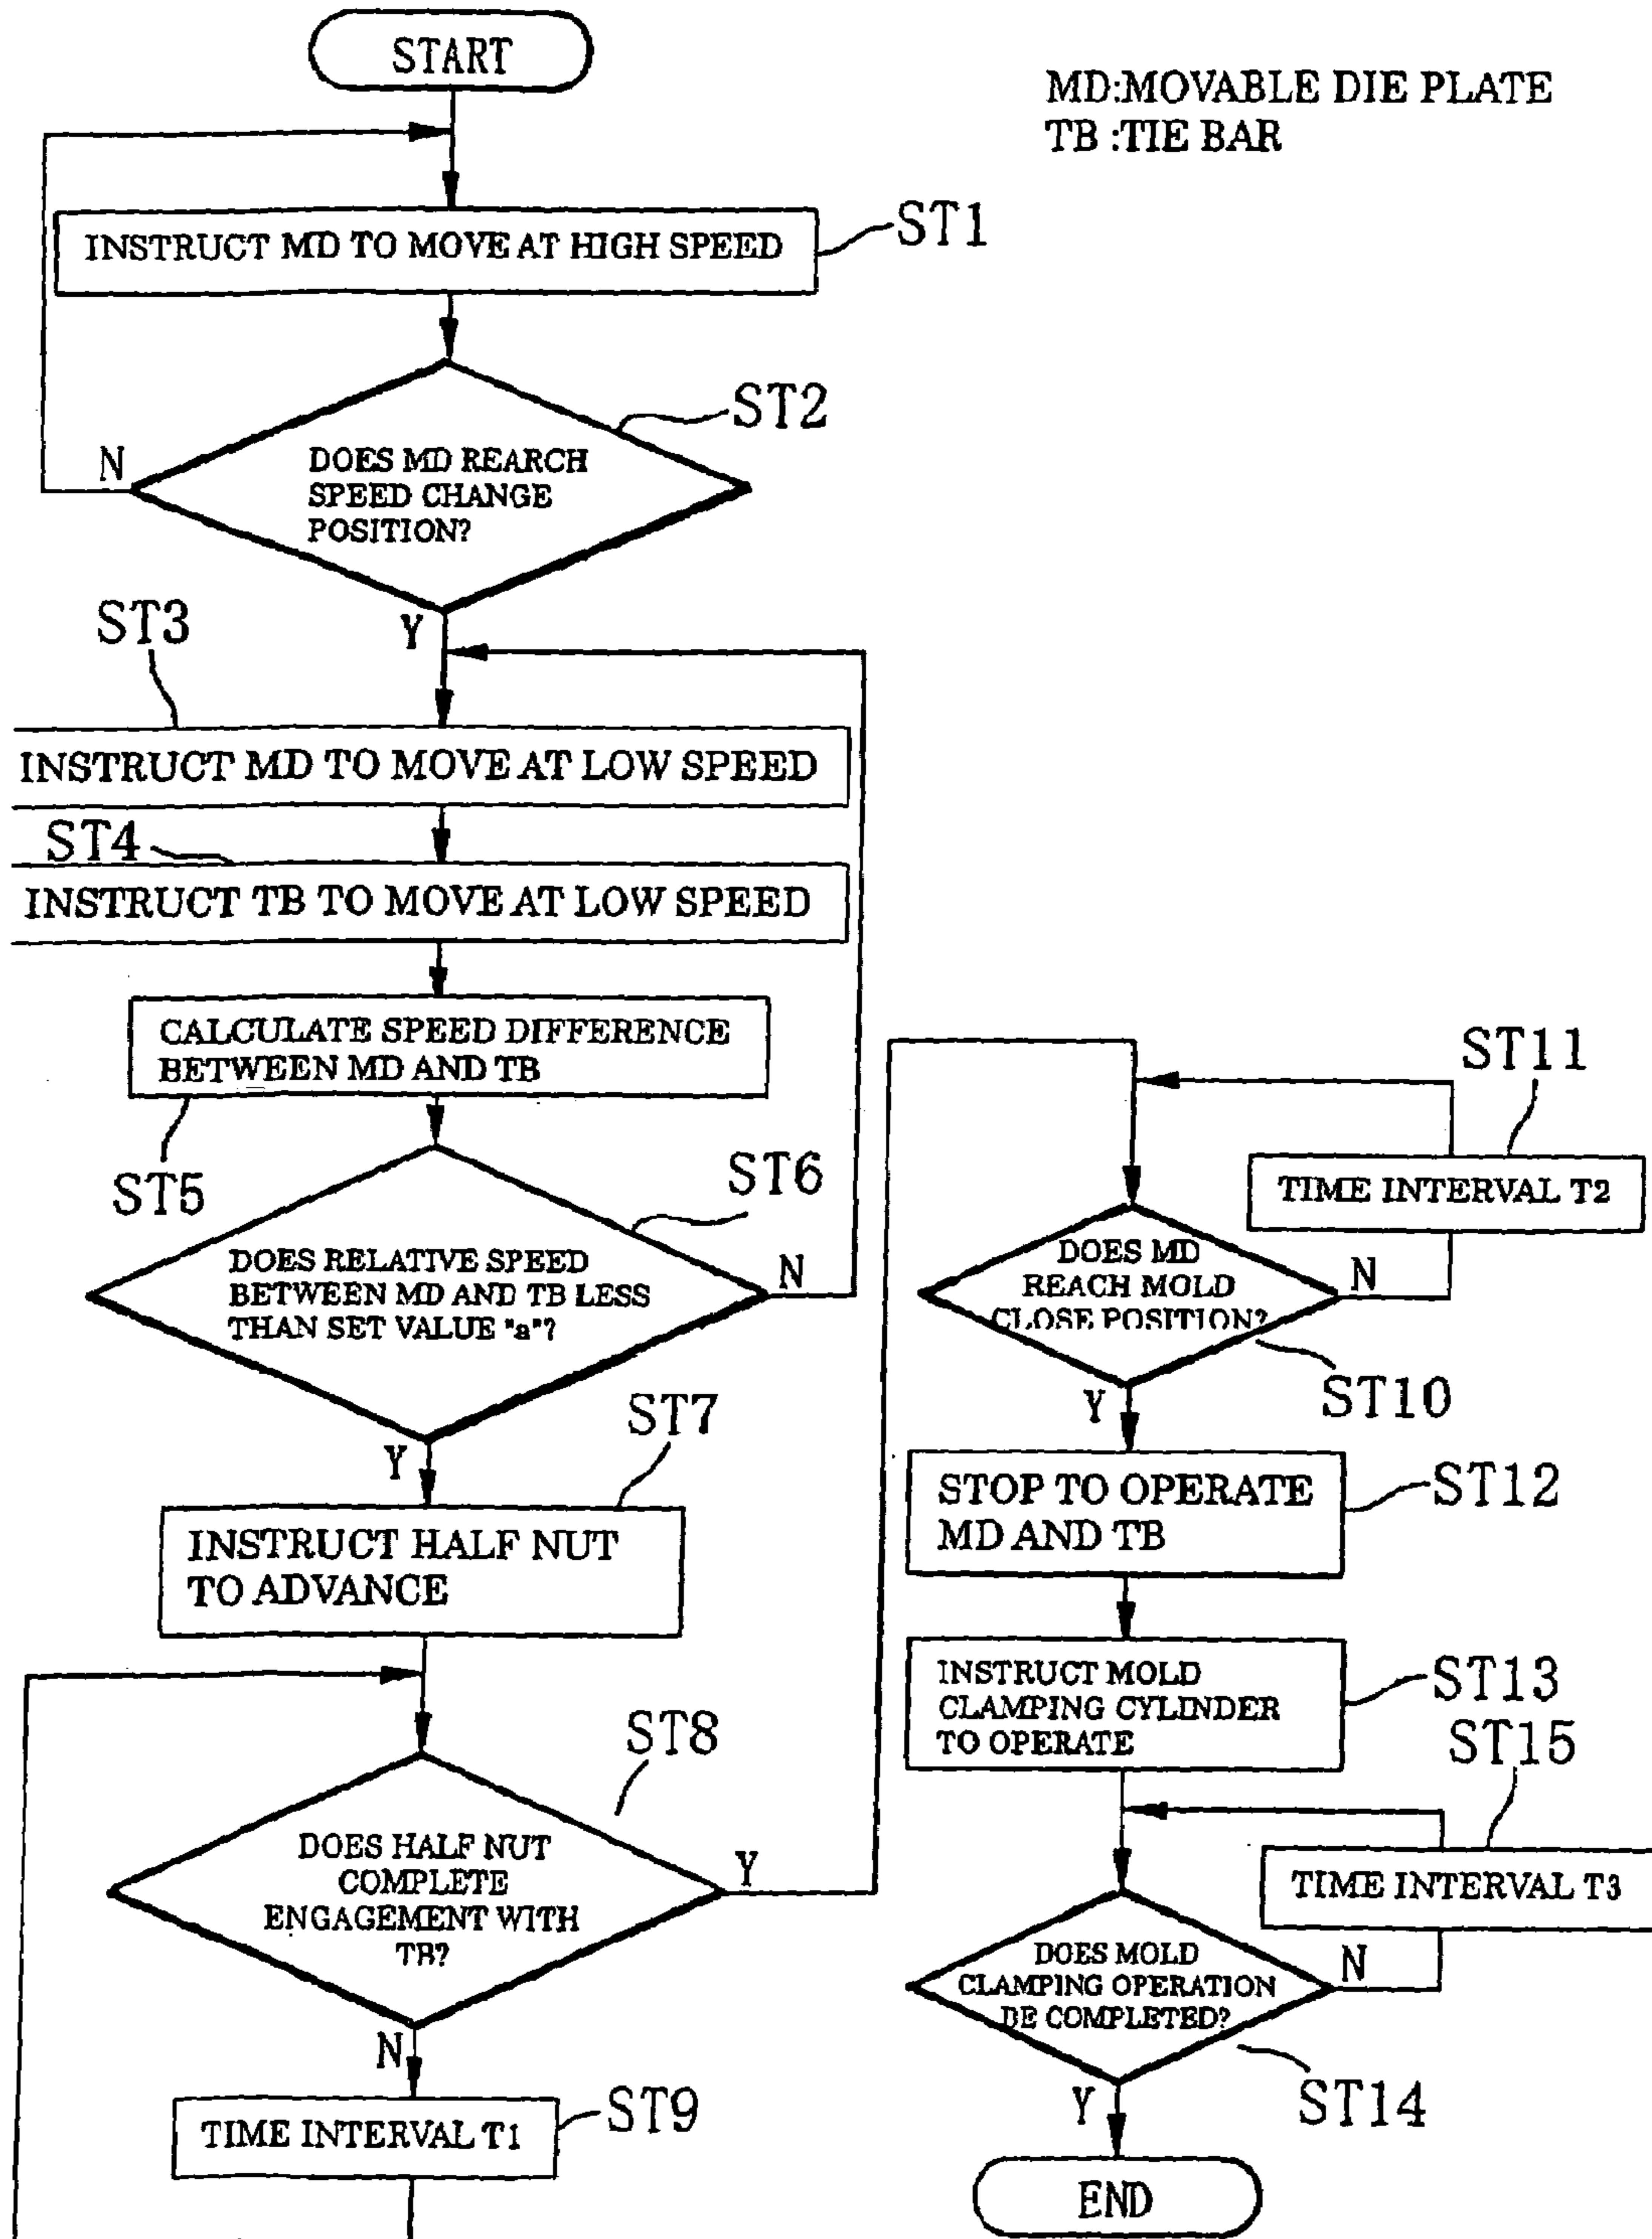 START
MD:MOVABLE DIE PLATE
TB :TIE BAR
INSTRUCT MD TO MOVE AT HIGH SPEED
ST1
ST2
N
DOES MD REARCH
SPEED CHANGE
POSITION?
Y
ST3
INSTRUCT MD TO MOVE AT LOW SPEED
ST4
INSTRUCT TB TO MOVE AT LOW SPEED
CALCULATE SPEED DIFFERENCE
BETWEEN MD AND TB
ST5
ST6
DOES RELATIVE SPEED
BETWEEN MD AND TB LESS
THAN SET VALUE "a"?
N
Y
ST7
INSTRUCT HALF NUT
TO ADVANCE
ST8
DOES HALF NUT
COMPLETE
ENGAGEMENT WITH
TB?
Y
N
TIME INTERVAL T1
ST9
ST11
TIME INTERVAL T2
DOES MD
REACH MOLD
CLOSE POSITION?
N
ST10
Y
STOP TO OPERATE
MD AND TB
ST12
INSTRUCT MOLD
CLAMPING CYLINDER
TO OPERATE
ST13
ST15
TIME INTERVAL T3
DOES MOLD
CLAMPING OPERATION
BE COMPLETED?
N
ST14
Y
END